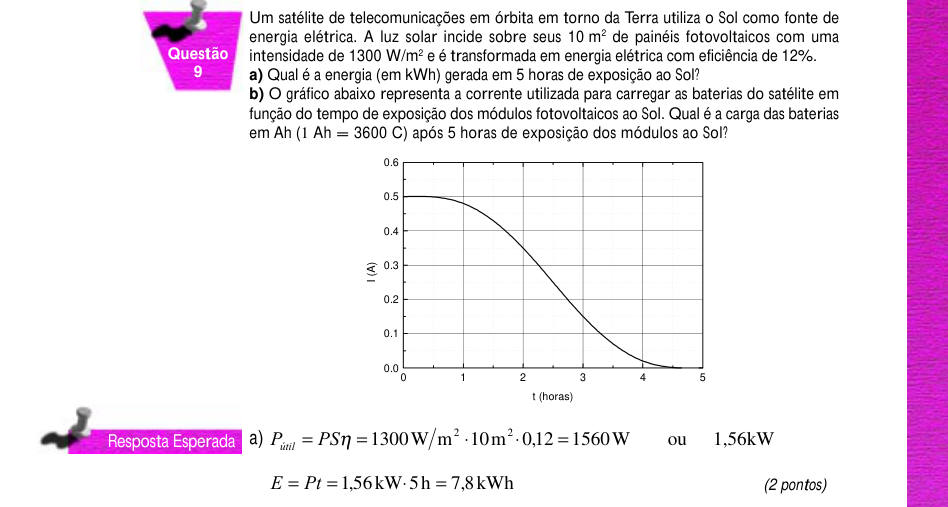 Questão
9
Um satélite de telecomunicações em órbita em torno da Terra utiliza o Sol como fonte de
energia elétrica. A luz solar incide sobre seus 10 m² de painéis fotovoltaicos com uma
intensidade de 1300 W/m² e é transformada em energia elétrica com eficiência de 12%.
a) Qual é a energia (em kWh) gerada em 5 horas de exposição ao Sol?
b) O gráfico abaixo representa a corrente utilizada para carregar as baterias do satélite em
função do tempo de exposição dos módulos fotovoltaicos ao Sol. Qual é a carga das baterias
em Ah (1 Ah = 3600 C) após 5 horas de exposição dos módulos ao Sol?
0.6
0.5
0.4
0.3
0.2
0.1
0.0
I (A)
0 1 2 3 4 5
t (horas)
Resposta Esperada
a) P_útil = PSη = 1300 W/m² · 10 m² · 0,12 = 1560 W ou 1,56kW
E = Pt = 1,56 kW · 5 h = 7,8 kWh (2 pontos)